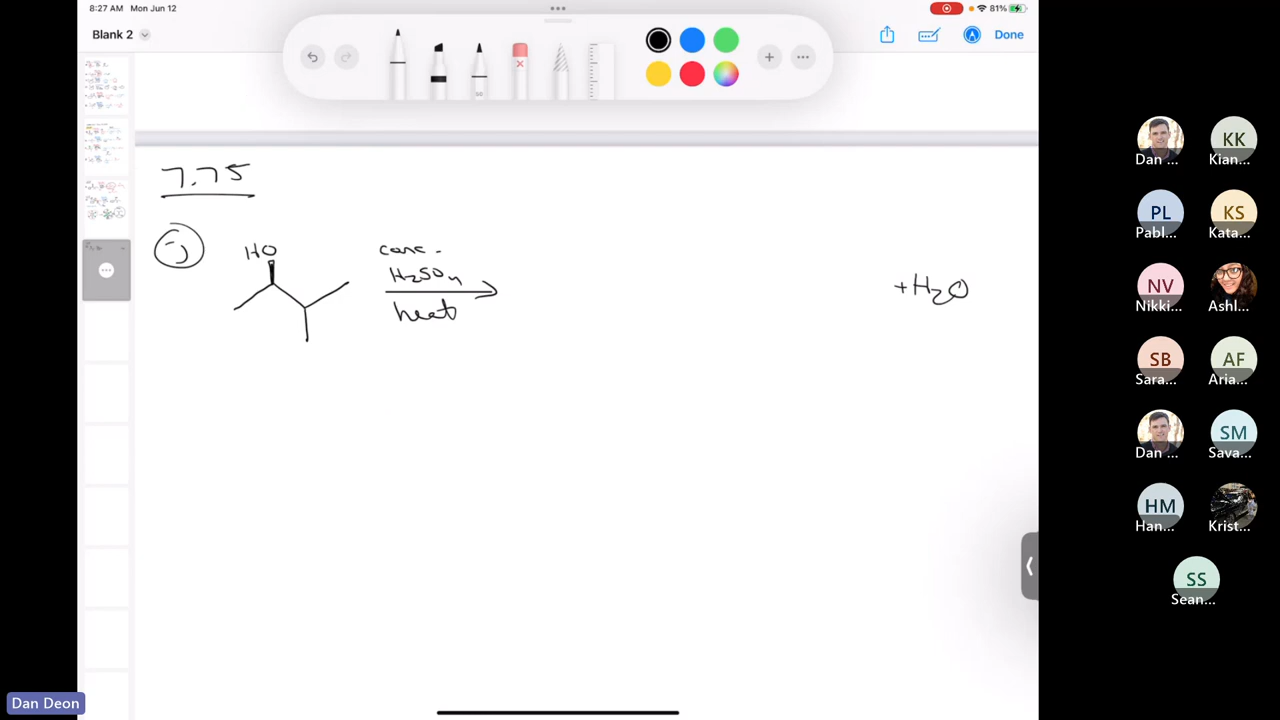 8:27 AM Mon Jun 12
81%
Blank 2
Done
7.75
HO
conc.
H2SO4
heat
+H2O
Dan ...
KK
Kian...
PL
Pabl...
KS
Kata...
NV
Nikki...
Ashl...
SB
Sara...
AF
Aria...
Dan ...
SM
Sava...
HM
Han...
Krist...
SS
Sean...
Dan Deon